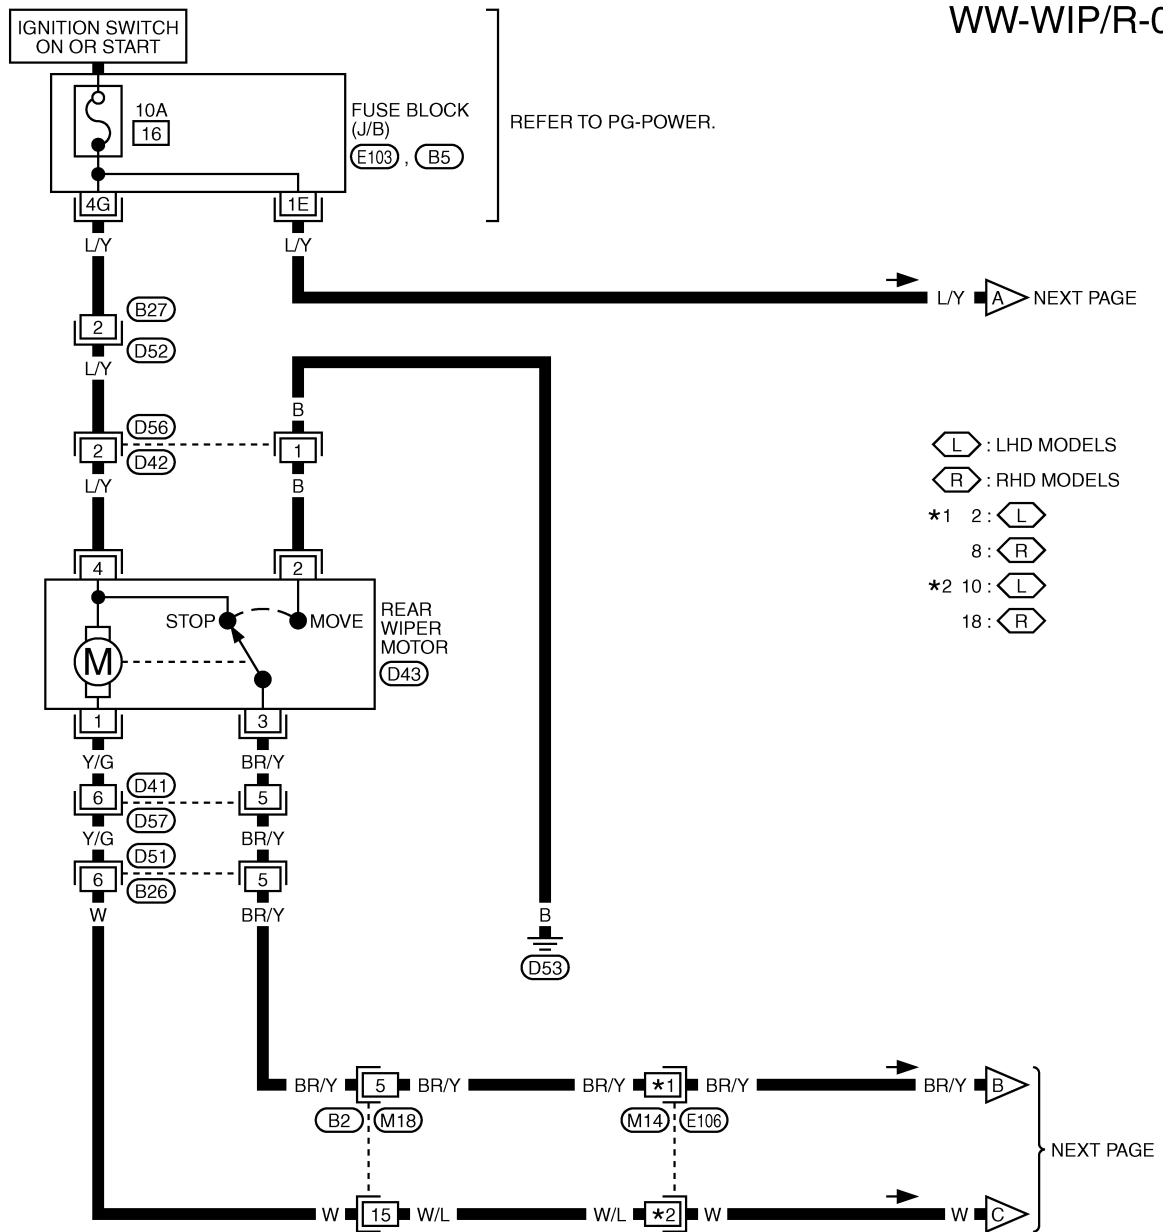 WW-WIP/R-0
IGNITION SWITCH
ON OR START
10A
16
FUSE BLOCK
(J/B)
E103 , B5
REFER TO PG-POWER.
4G 1E
L/Y L/Y
L/Y A NEXT PAGE
B27
2
D52
L/Y
B
D56
2 1
D42
L/Y B
L : LHD MODELS
R : RHD MODELS
*1 2 : L
8 : R
*2 10 : L
18 : R
4 2
STOP MOVE
REAR
WIPER
MOTOR
D43
M
1 3
Y/G BR/Y
D41
6 5
D57
Y/G BR/Y
D51
6 5
B26
W BR/Y B
D53
BR/Y 5 BR/Y BR/Y *1 BR/Y BR/Y B
B2 M18 M14 E106
NEXT PAGE
W 15 W/L W/L *2 W W C